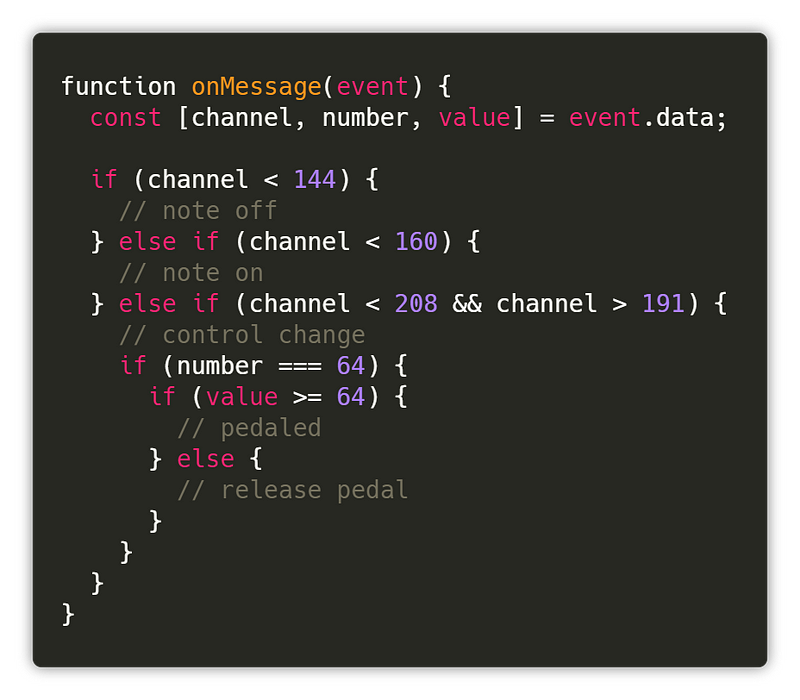 function onMessage(event) {
  const [channel, number, value] = event.data;

  if (channel < 144) {
    // note off
  } else if (channel < 160) {
    // note on
  } else if (channel < 208 && channel > 191) {
    // control change
    if (number === 64) {
      if (value >= 64) {
        // pedaled
      } else {
        // release pedal
      }
    }
  }
}